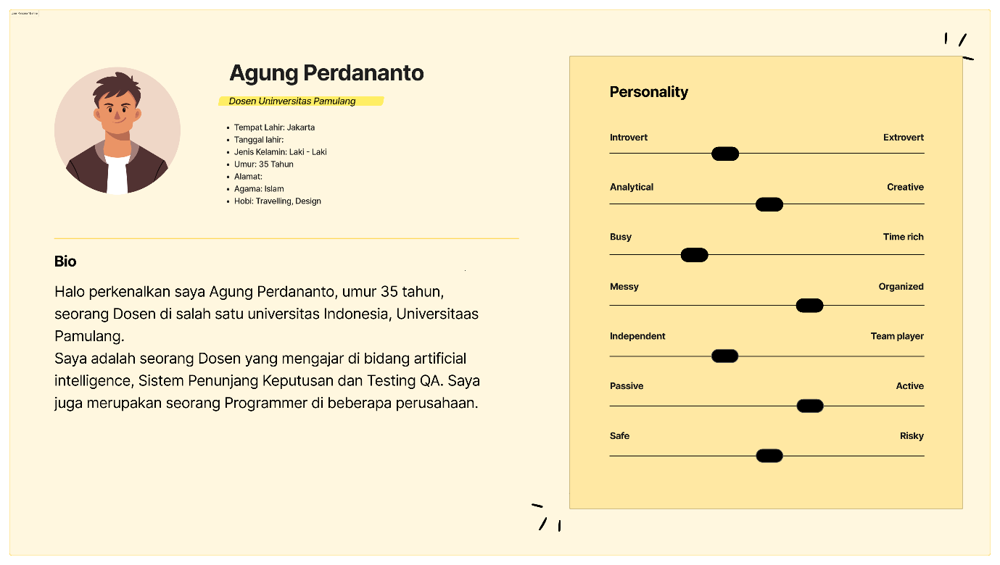 Agung Perdananto
Dosen Uninversitas Pamulang
• Tempat Lahir: Jakarta
• Tanggal lahir:
• Jenis Kelamin: Laki - Laki
• Umur: 35 Tahun
• Alamat:
• Agama: Islam
• Hobi: Travelling, Design
Bio
Halo perkenalkan saya Agung Perdananto, umur 35 tahun,
seorang Dosen di salah satu universitas Indonesia, Universitaas
Pamulang.
Saya adalah seorang Dosen yang mengajar di bidang artificial
intelligence, Sistem Penunjang Keputusan dan Testing QA. Saya
juga merupakan seorang Programmer di beberapa perusahaan.
Personality
Introvert Extrovert
Analytical Creative
Busy Time rich
Messy Organized
Independent Team player
Passive Active
Safe Risky